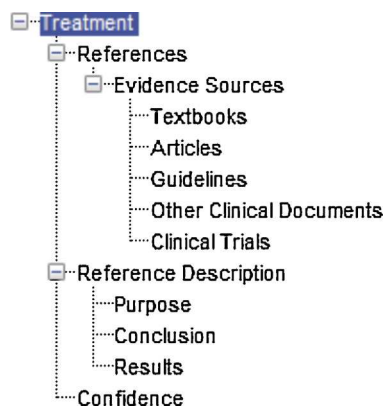 Treatment
References
Evidence Sources
Textbooks
Articles
Guidelines
Other Clinical Documents
Clinical Trials
Reference Description
Purpose
Conclusion
Results
Confidence